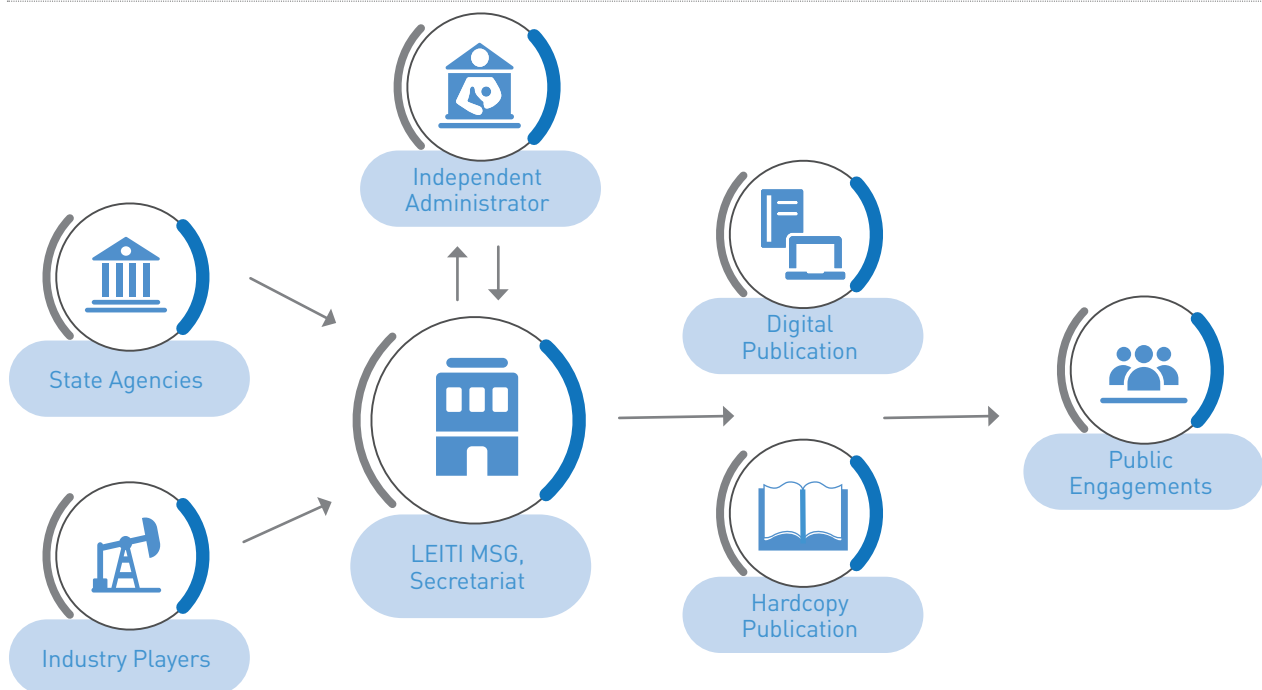 Independent
Administrator
State Agencies
Digital
Publication
Public
Engagements
LEITI MSG,
Secretariat
Hardcopy
Publication
Industry Players